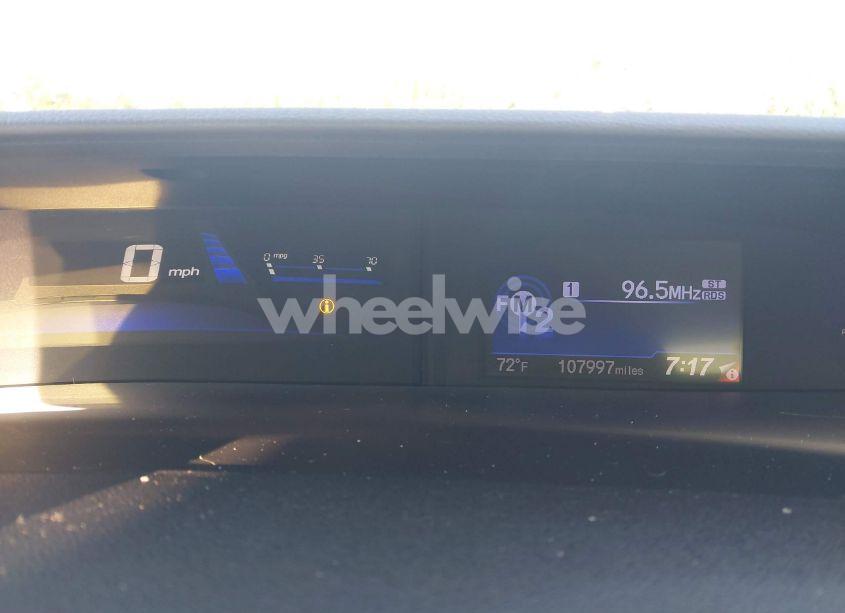 0 mph
0 mpg 35 70
wheelwise
FM2
1 96.5MHz ST RDS
72°F 107997miles 7:17